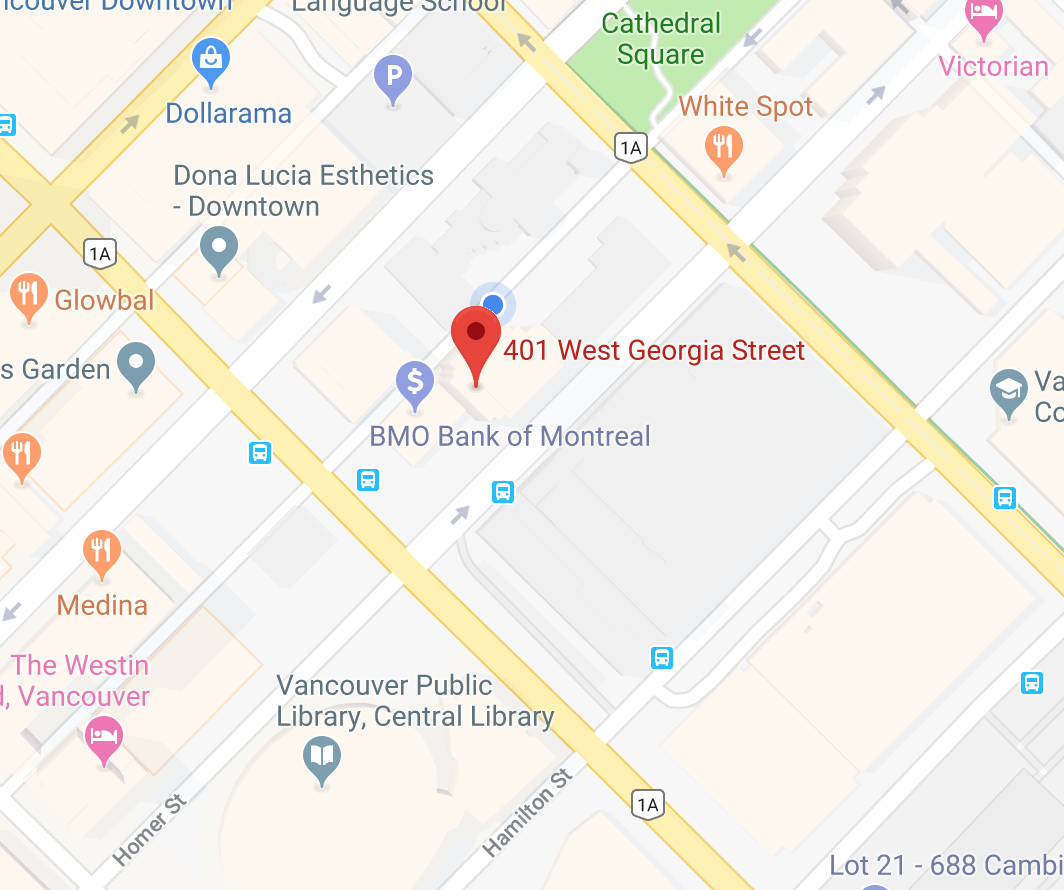 ncouver Downtown
Language School
Cathedral
Square
Victorian
Dollarama
P
White Spot
1A
Dona Lucia Esthetics
- Downtown
1A
Glowbal
s Garden
401 West Georgia Street
$
BMO Bank of Montreal
Va
Co
Medina
The Westin
d, Vancouver
Vancouver Public
Library, Central Library
Homer St
Hamilton St
1A
Lot 21 - 688 Cambi